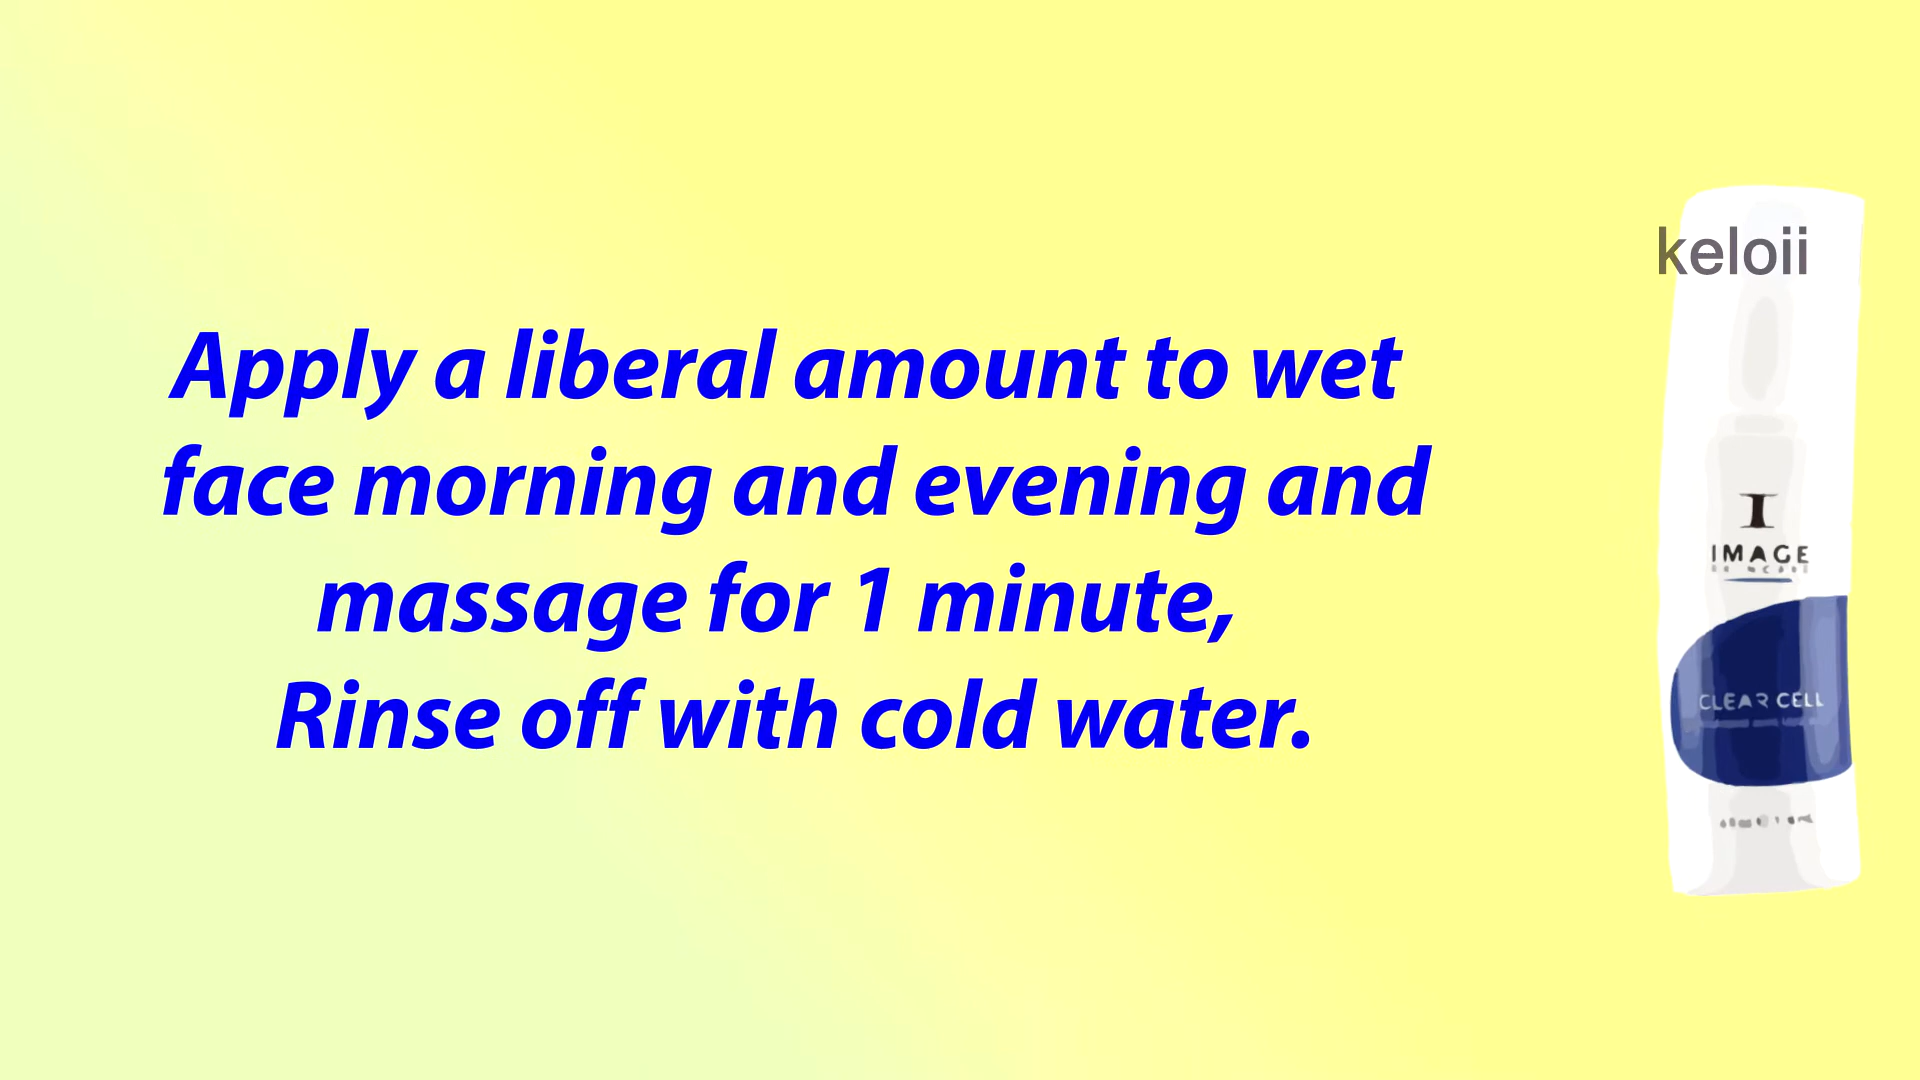 Apply a liberal amount to wet
face morning and evening and
massage for 1 minute,
Rinse off with cold water.
keloii
I
IMAGE
CLEAR CELL